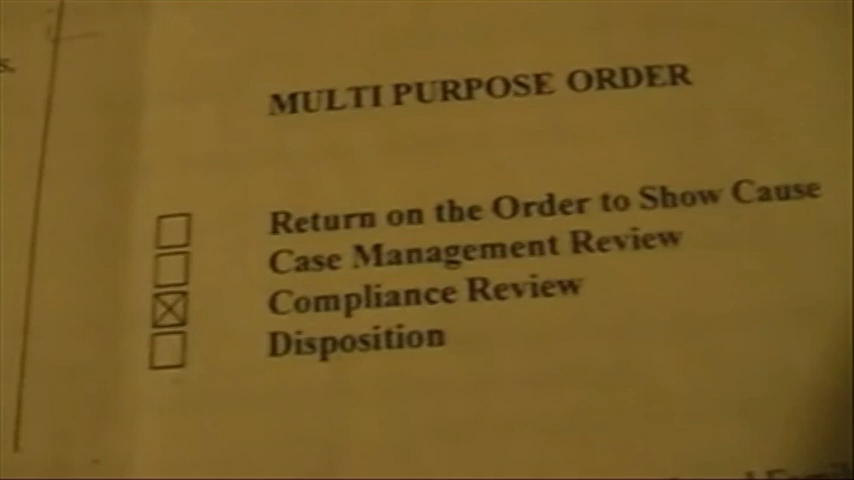 s.
MULTI PURPOSE ORDER
Return on the Order to Show Cause
Case Management Review
Compliance Review
Disposition